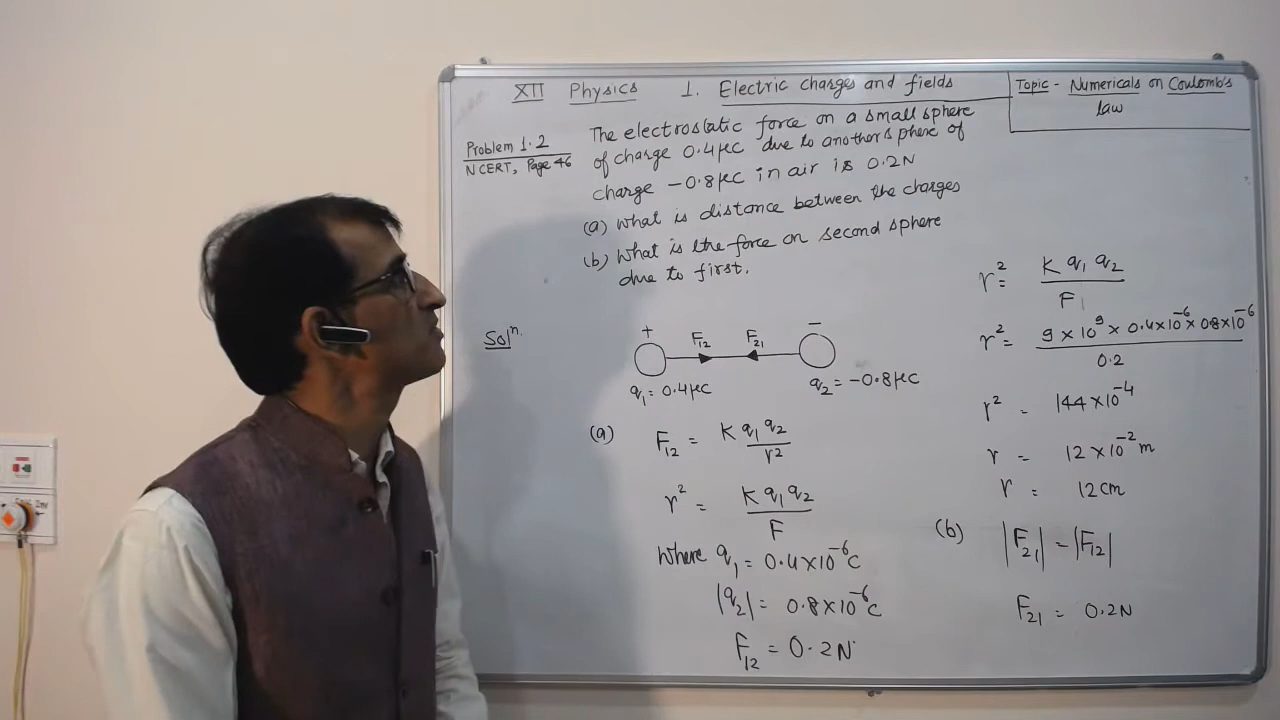 XII Physics 1. Electric charges and fields
Topic - Numericals on Coulomb's
law
Problem 1.2
NCERT, Page 46
The electrostatic force on a small sphere
of charge 0.4μC due to another sphere of
charge -0.8μC in air is 0.2N
(a) What is distance between the charges
(b) What is the force on second sphere
due to first.
Solⁿ.
+ −
F₁₂ F₂₁
q₁ = 0.4μC q₂ = -0.8μC
(a) F₁₂ = K q₁ q₂ / r²
r² = K q₁ q₂ / F
Where q₁ = 0.4×10⁻⁶C
|q₂| = 0.8×10⁻⁶C
F₁₂ = 0.2N
r² = K q₁ q₂ / F
r² = 9 × 10⁹ × 0.4×10⁻⁶ × 0.8×10⁻⁶ / 0.2
r² = 144×10⁻⁴
r = 12×10⁻² m
r = 12cm
(b) |F₂₁| = |F₁₂|
F₂₁ = 0.2N